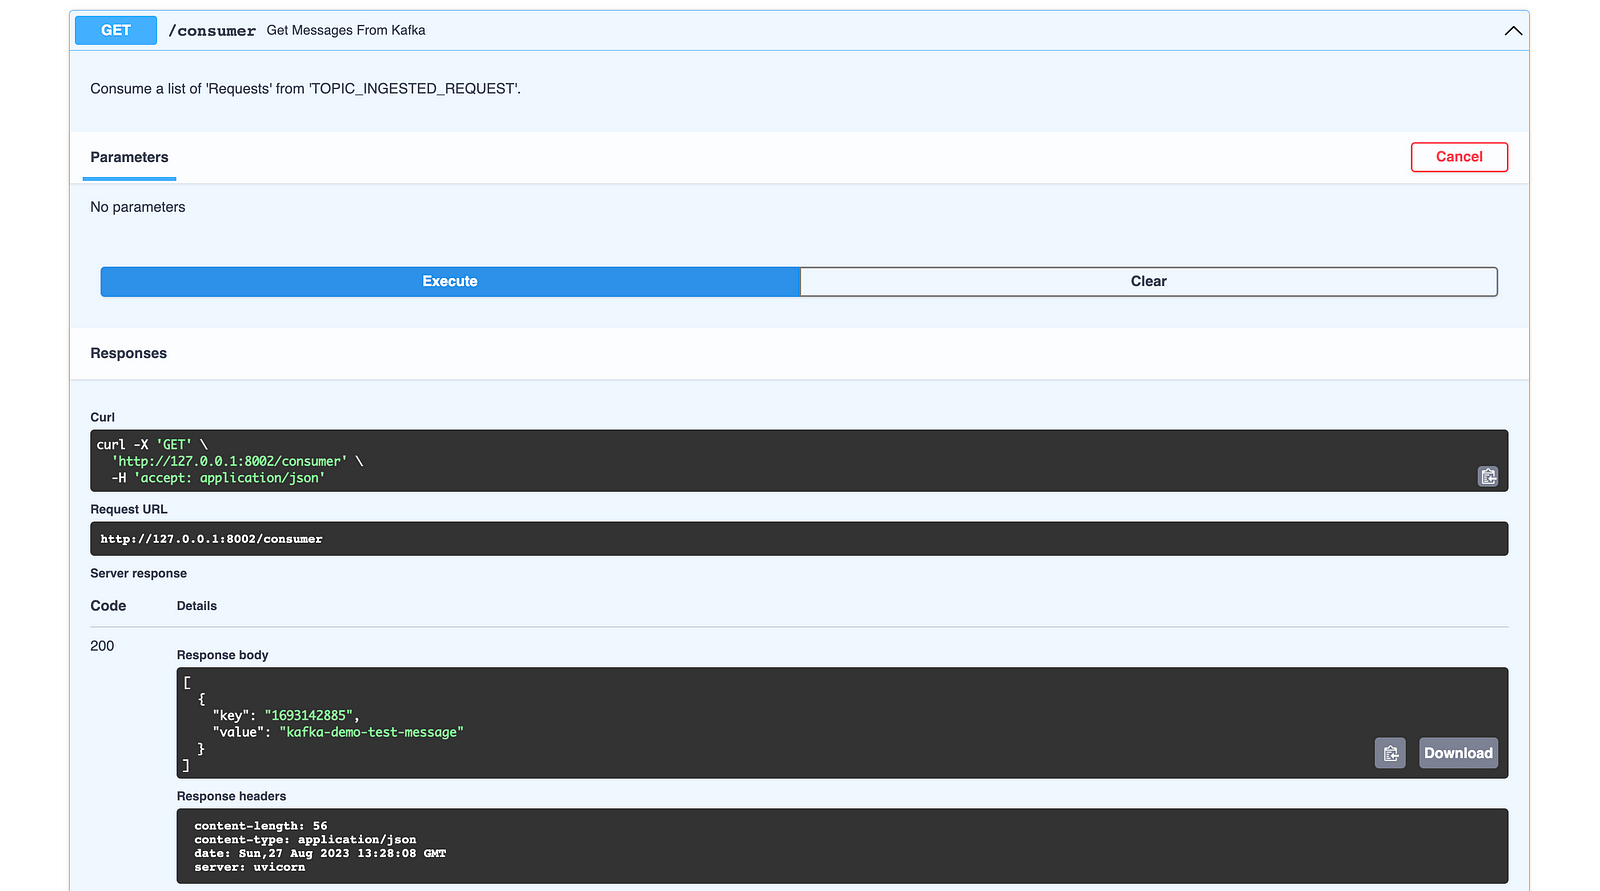 GET /consumer Get Messages From Kafka
Consume a list of 'Requests' from 'TOPIC_INGESTED_REQUEST'.
Parameters
Cancel
No parameters
Execute
Clear
Responses
Curl
curl -X 'GET' \
  'http://127.0.0.1:8002/consumer' \
  -H 'accept: application/json'
Request URL
http://127.0.0.1:8002/consumer
Server response
Code Details
200
Response body
[
  {
    "key": "1693142885",
    "value": "kafka-demo-test-message"
  }
]
Download
Response headers
content-length: 56
content-type: application/json
date: Sun,27 Aug 2023 13:28:08 GMT
server: uvicorn